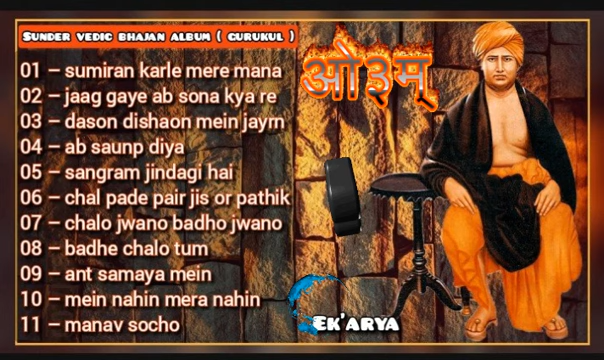 SUNDER VEDIC BHAJAN ALBUM ( GURUKUL )
01 – sumiran karle mere mana
02 – jaag gaye ab sona kya re
03 – dason dishaon mein jayrn
04 – ab saunp diya
05 – sangram jindagi hai
06 – chal pade pair jis or pathik
07 – chalo jwano badho jwano
08 – badhe chalo tum
09 – ant samaya mein
10 – mein nahin mera nahin
11 – manav socho
ओ३म्
EK'ARYA